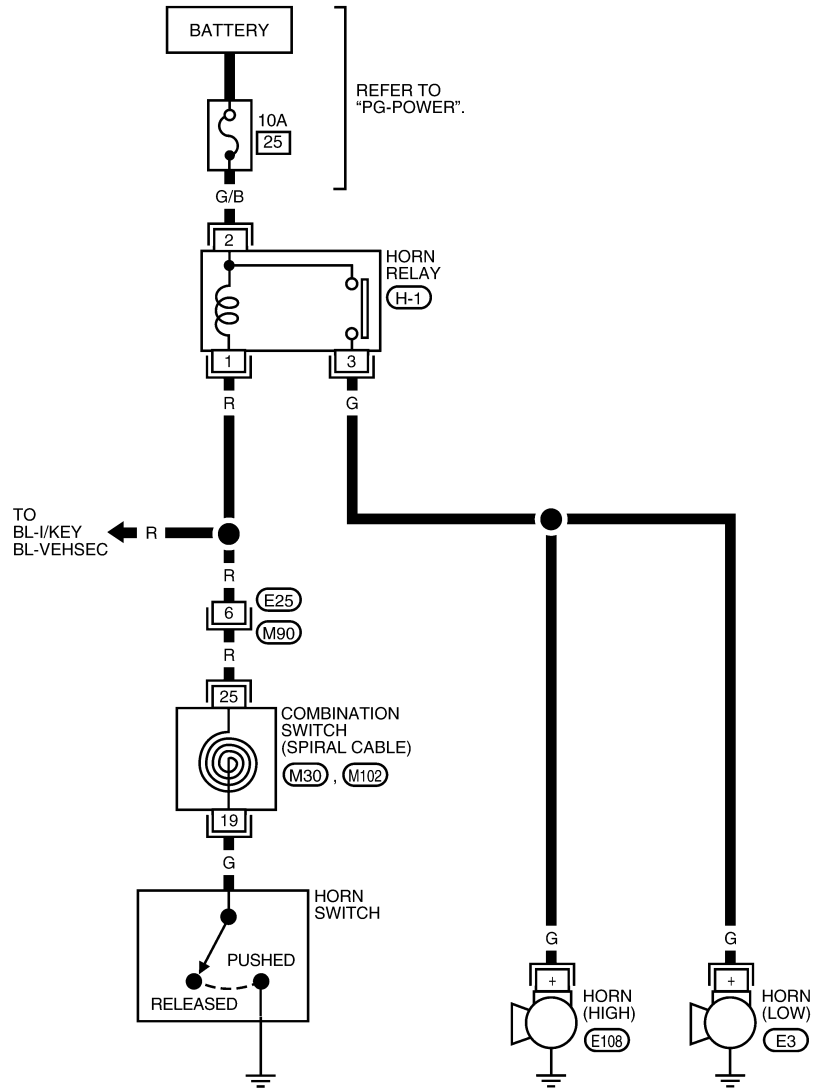 BATTERY
REFER TO
“PG-POWER”.
10A
25
G/B
2
HORN
RELAY
H-1
1
3
R
G
TO
BL-I/KEY
BL-VEHSEC
R
R
6
E25
M90
R
25
COMBINATION
SWITCH
(SPIRAL CABLE)
M30 , M102
19
G
HORN
SWITCH
PUSHED
RELEASED
G
G
+
+
HORN
(HIGH)
E108
HORN
(LOW)
E3